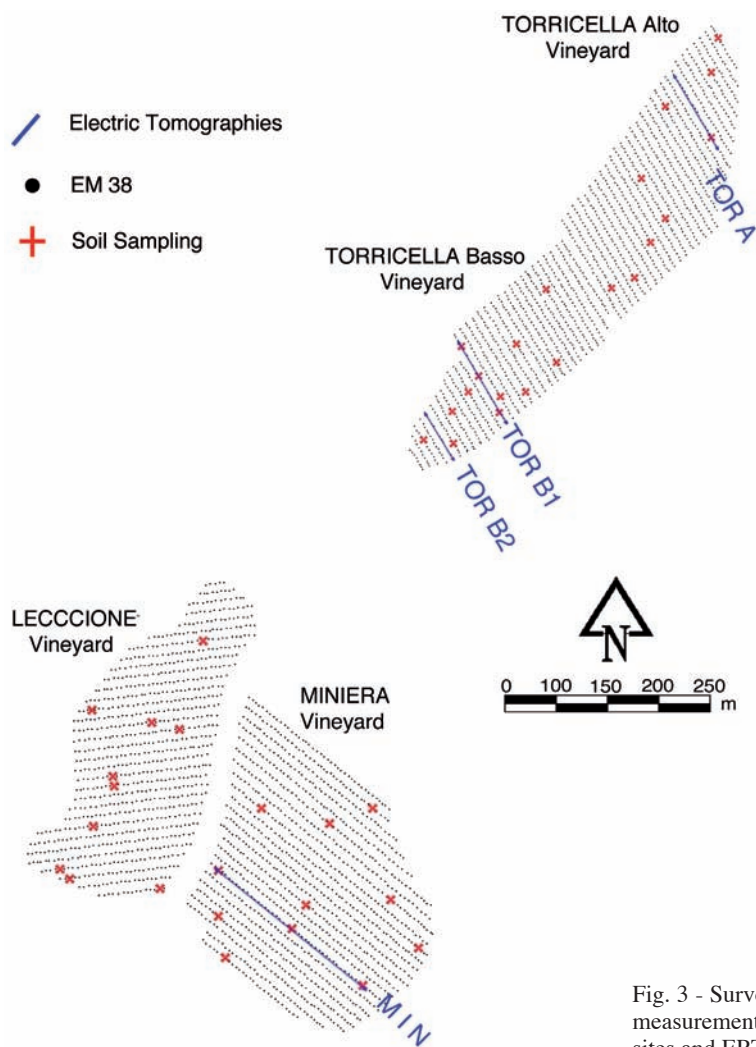 TORRICELLA Alto
Vineyard
Electric Tomographies
EM 38
Soil Sampling
TOR A
TORRICELLA Basso
Vineyard
TOR B1
TOR B2
LECCCIONE
Vineyard
MINIERA
Vineyard
N
0 100 150 200 250
m
MIN
Fig. 3 - Surve
measurement